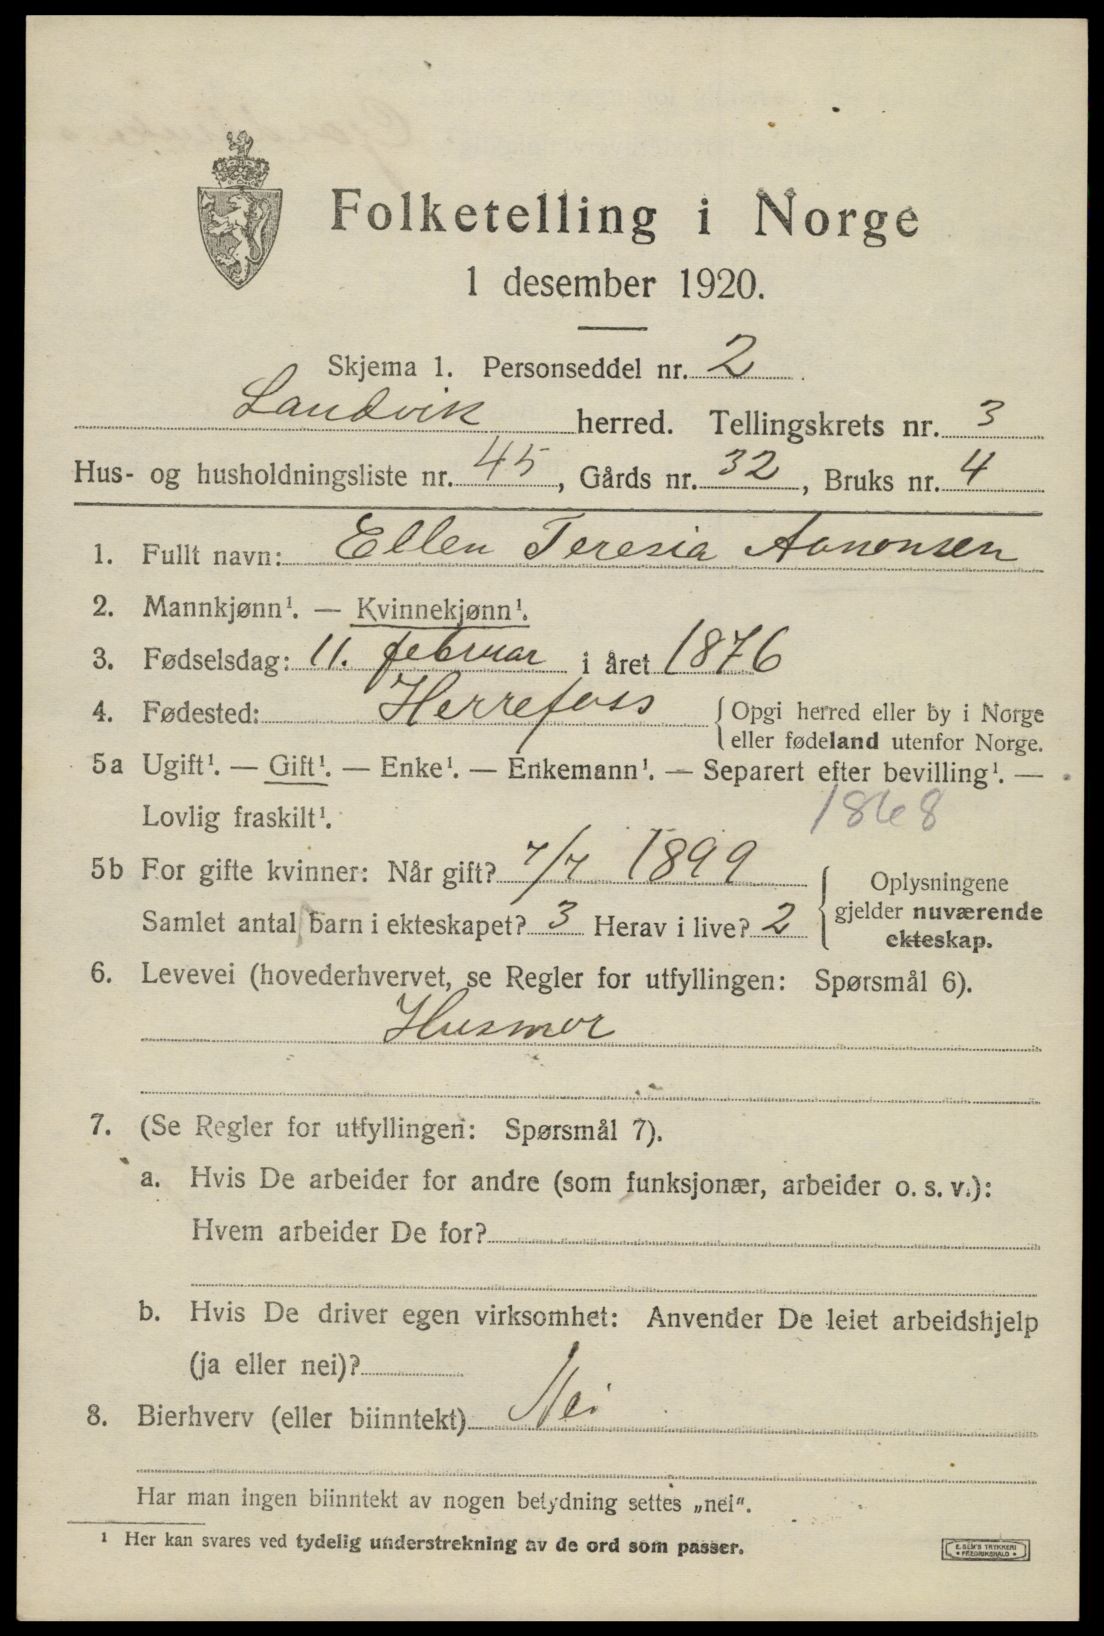 Folketelling i Norge
1 desember 1920.
Skjema 1. Personseddel nr. 2
Landvik herred. Tellingskrets nr. 3
Hus- og husholdningsliste nr. 45, Gårds nr. 32, Bruks nr. 4
1. Fullt navn: Ellen Teresia Aanonsen
2. Mannkjønn¹. — Kvinnekjønn¹.
3. Fødselsdag: 11. februar i året 1876
4. Fødested: Herrefoss { Opgi herred eller by i Norge
eller fødeland utenfor Norge.
5a Ugift¹. — Gift¹. — Enke¹. — Enkemann¹. — Separert efter bevilling¹. —
Lovlig fraskilt¹. 1868
5b For gifte kvinner: Når gift? 7/7 1899
Samlet antal barn i ekteskapet? 3 Herav i live? 2
Oplysningene
gjelder nuværende
ekteskap.
6. Levevei (hovederhvervet, se Regler for utfyllingen: Spørsmål 6).
Husmor
7. (Se Regler for utfyllingen: Spørsmål 7).
a. Hvis De arbeider for andre (som funksjonær, arbeider o. s. v.):
Hvem arbeider De for?
b. Hvis De driver egen virksomhet: Anvender De leiet arbeidshjelp
(ja eller nei)?
8. Bierhverv (eller biinntekt) Nei
Har man ingen biinntekt av nogen betydning settes „nei“.
¹ Her kan svares ved tydelig understrekning av de ord som passer.
E. SEM'S TRYKKERI
FREDRIKSHALD